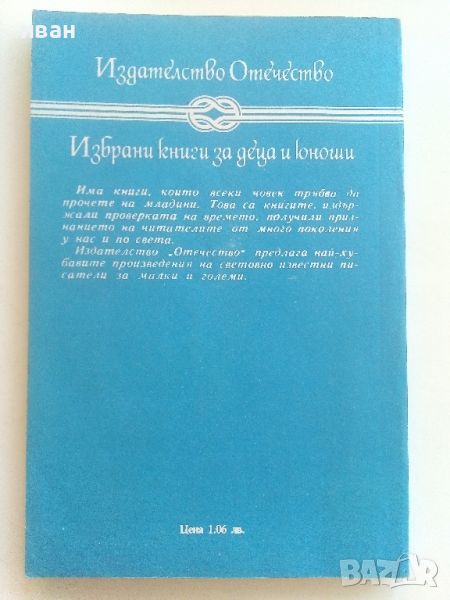 Иван
Издателство Отечество
Избрани книги за деца и юноши
Има книги, които всеки човек трябва да
прочете на младини. Това са книгите, издър-
жали проверката на времето, получили приз-
нанието на читателите от много поколения
у нас и по света.
Издателство „Отечество“ предлага най-ху-
бавите произведения на световно известни пи-
сатели за малки и големи.
Цена 1.06 лв.
BAZAR